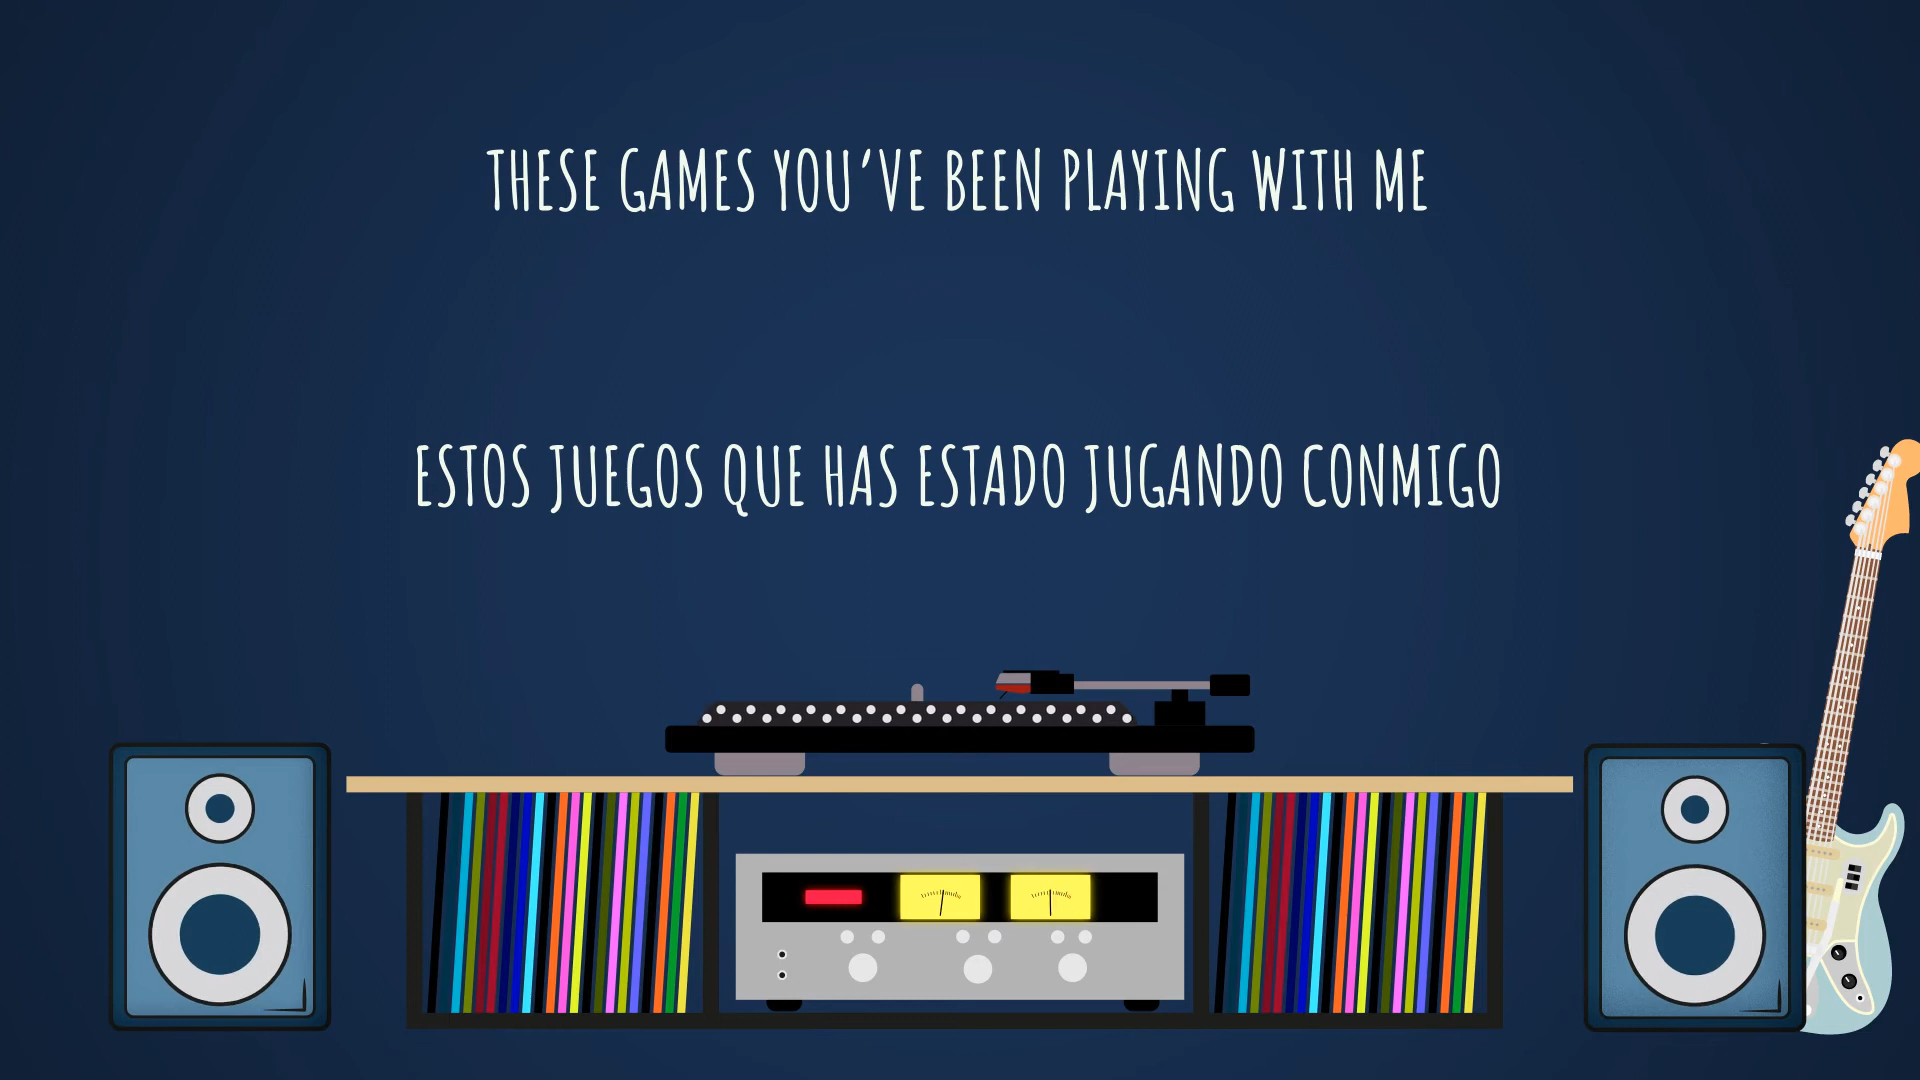 THESE GAMES YOU’VE BEEN PLAYING WITH ME
ESTOS JUEGOS QUE HAS ESTADO JUGANDO CONMIGO